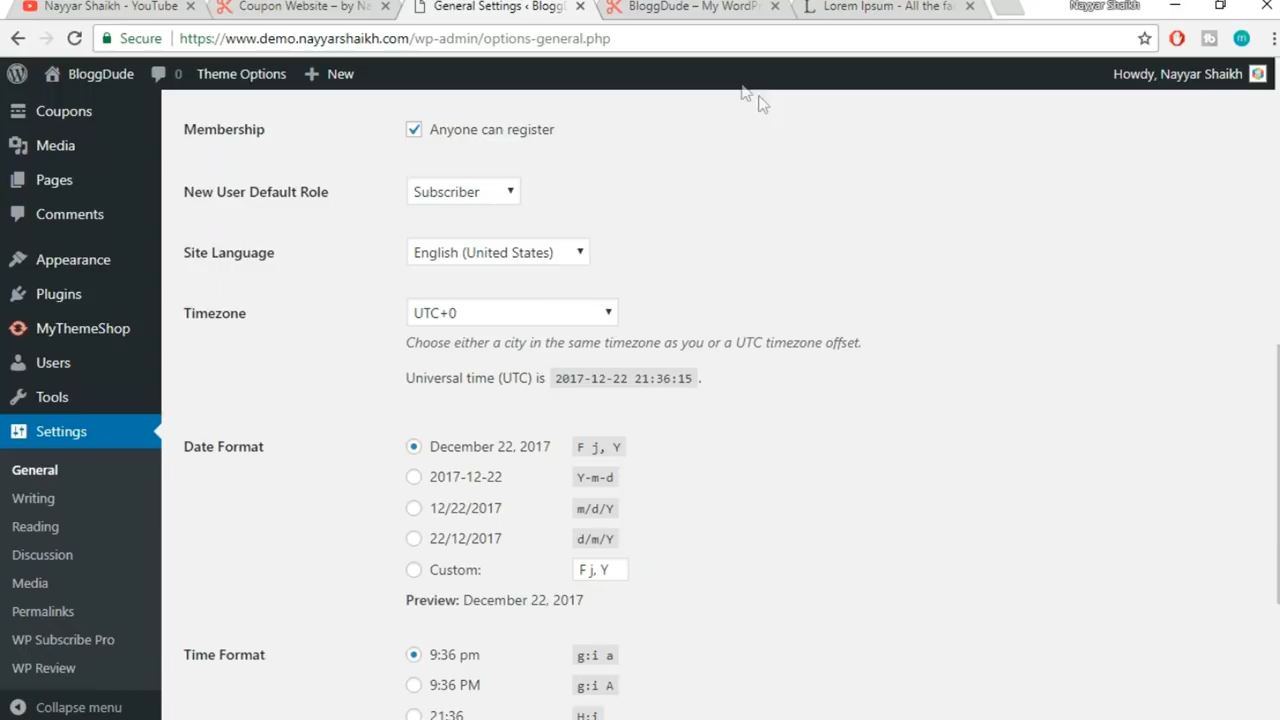 Nayyar Shaikh - YouTube
Coupon Website – by Na
General Settings ‹ Blogg
BloggDude – My WordP
Lorem Ipsum - All the fa
Nayyar Shaikh
Secure
https://www.demo.nayyarshaikh.com/wp-admin/options-general.php
BloggDude
0
Theme Options
New
Howdy, Nayyar Shaikh
Coupons
Media
Pages
Comments
Appearance
Plugins
MyThemeShop
Users
Tools
Settings
General
Writing
Reading
Discussion
Media
Permalinks
WP Subscribe Pro
WP Review
Collapse menu
Membership
Anyone can register
New User Default Role
Subscriber
Site Language
English (United States)
Timezone
UTC+0
Choose either a city in the same timezone as you or a UTC timezone offset.
Universal time (UTC) is 2017-12-22 21:36:15 .
Date Format
December 22, 2017 F j, Y
2017-12-22 Y-m-d
12/22/2017 m/d/Y
22/12/2017 d/m/Y
Custom: F j, Y
Preview: December 22, 2017
Time Format
9:36 pm g:i a
9:36 PM g:i A
21:36 H:i